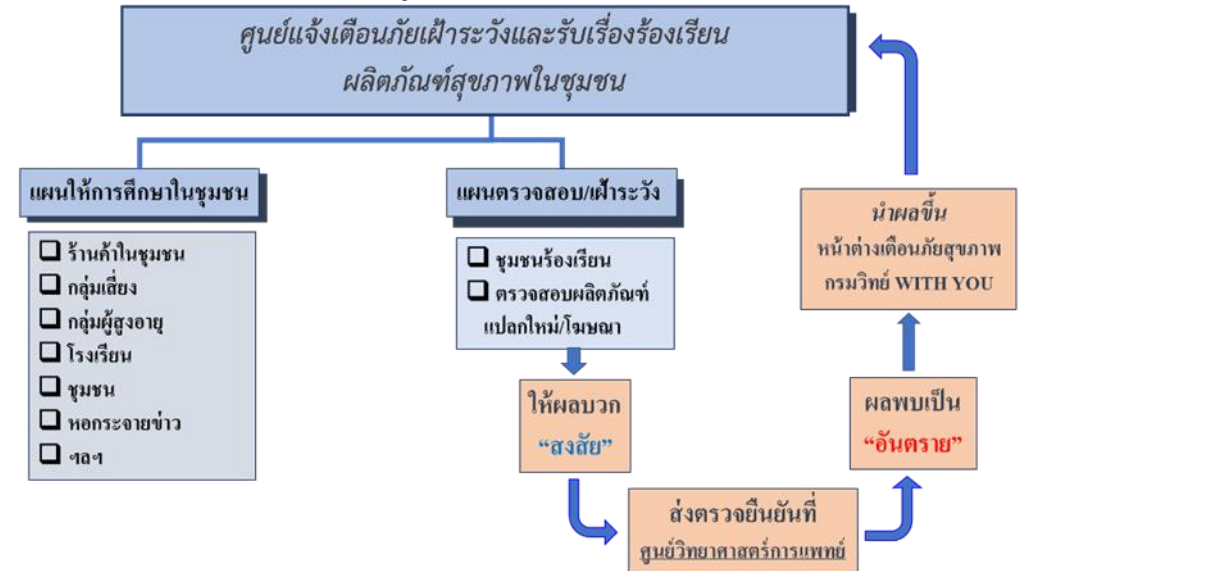 ศูนย์แจ้งเตือนภัยเฝ้าระวังและรับเรื่องร้องเรียน
ผลิตภัณฑ์สุขภาพในชุมชน
แผนให้การศึกษาในชุมชน
ร้านค้าในชุมชน
กลุ่มเสี่ยง
กลุ่มผู้สูงอายุ
โรงเรียน
ชุมชน
หอกระจายข่าว
ฯลฯ
แผนตรวจสอบ/เฝ้าระวัง
ชุมชนร้องเรียน
ตรวจสอบผลิตภัณฑ์
แปลกใหม่/โฆษณา
ให้ผลบวก
“สงสัย”
ส่งตรวจยืนยันที่
ศูนย์วิทยาศาสตร์การแพทย์
ผลพบเป็น
“อันตราย”
นำผลขึ้น
หน้าต่างเตือนภัยสุขภาพ
กรมวิทย์ WITH YOU